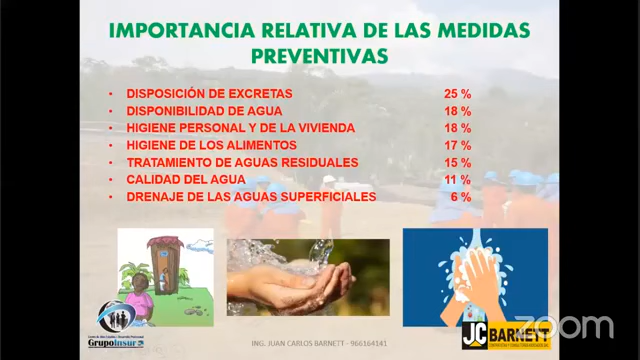 IMPORTANCIA RELATIVA DE LAS MEDIDAS
PREVENTIVAS
• DISPOSICIÓN DE EXCRETAS 25 %
• DISPONIBILIDAD DE AGUA 18 %
• HIGIENE PERSONAL Y DE LA VIVIENDA 18 %
• HIGIENE DE LOS ALIMENTOS 17 %
• TRATAMIENTO DE AGUAS RESIDUALES 15 %
• CALIDAD DEL AGUA 11 %
• DRENAJE DE LAS AGUAS SUPERFICIALES 6 %
GrupoInsur
ING. JUAN CARLOS BARNETT - 966164141
JC BARNETT
zoom